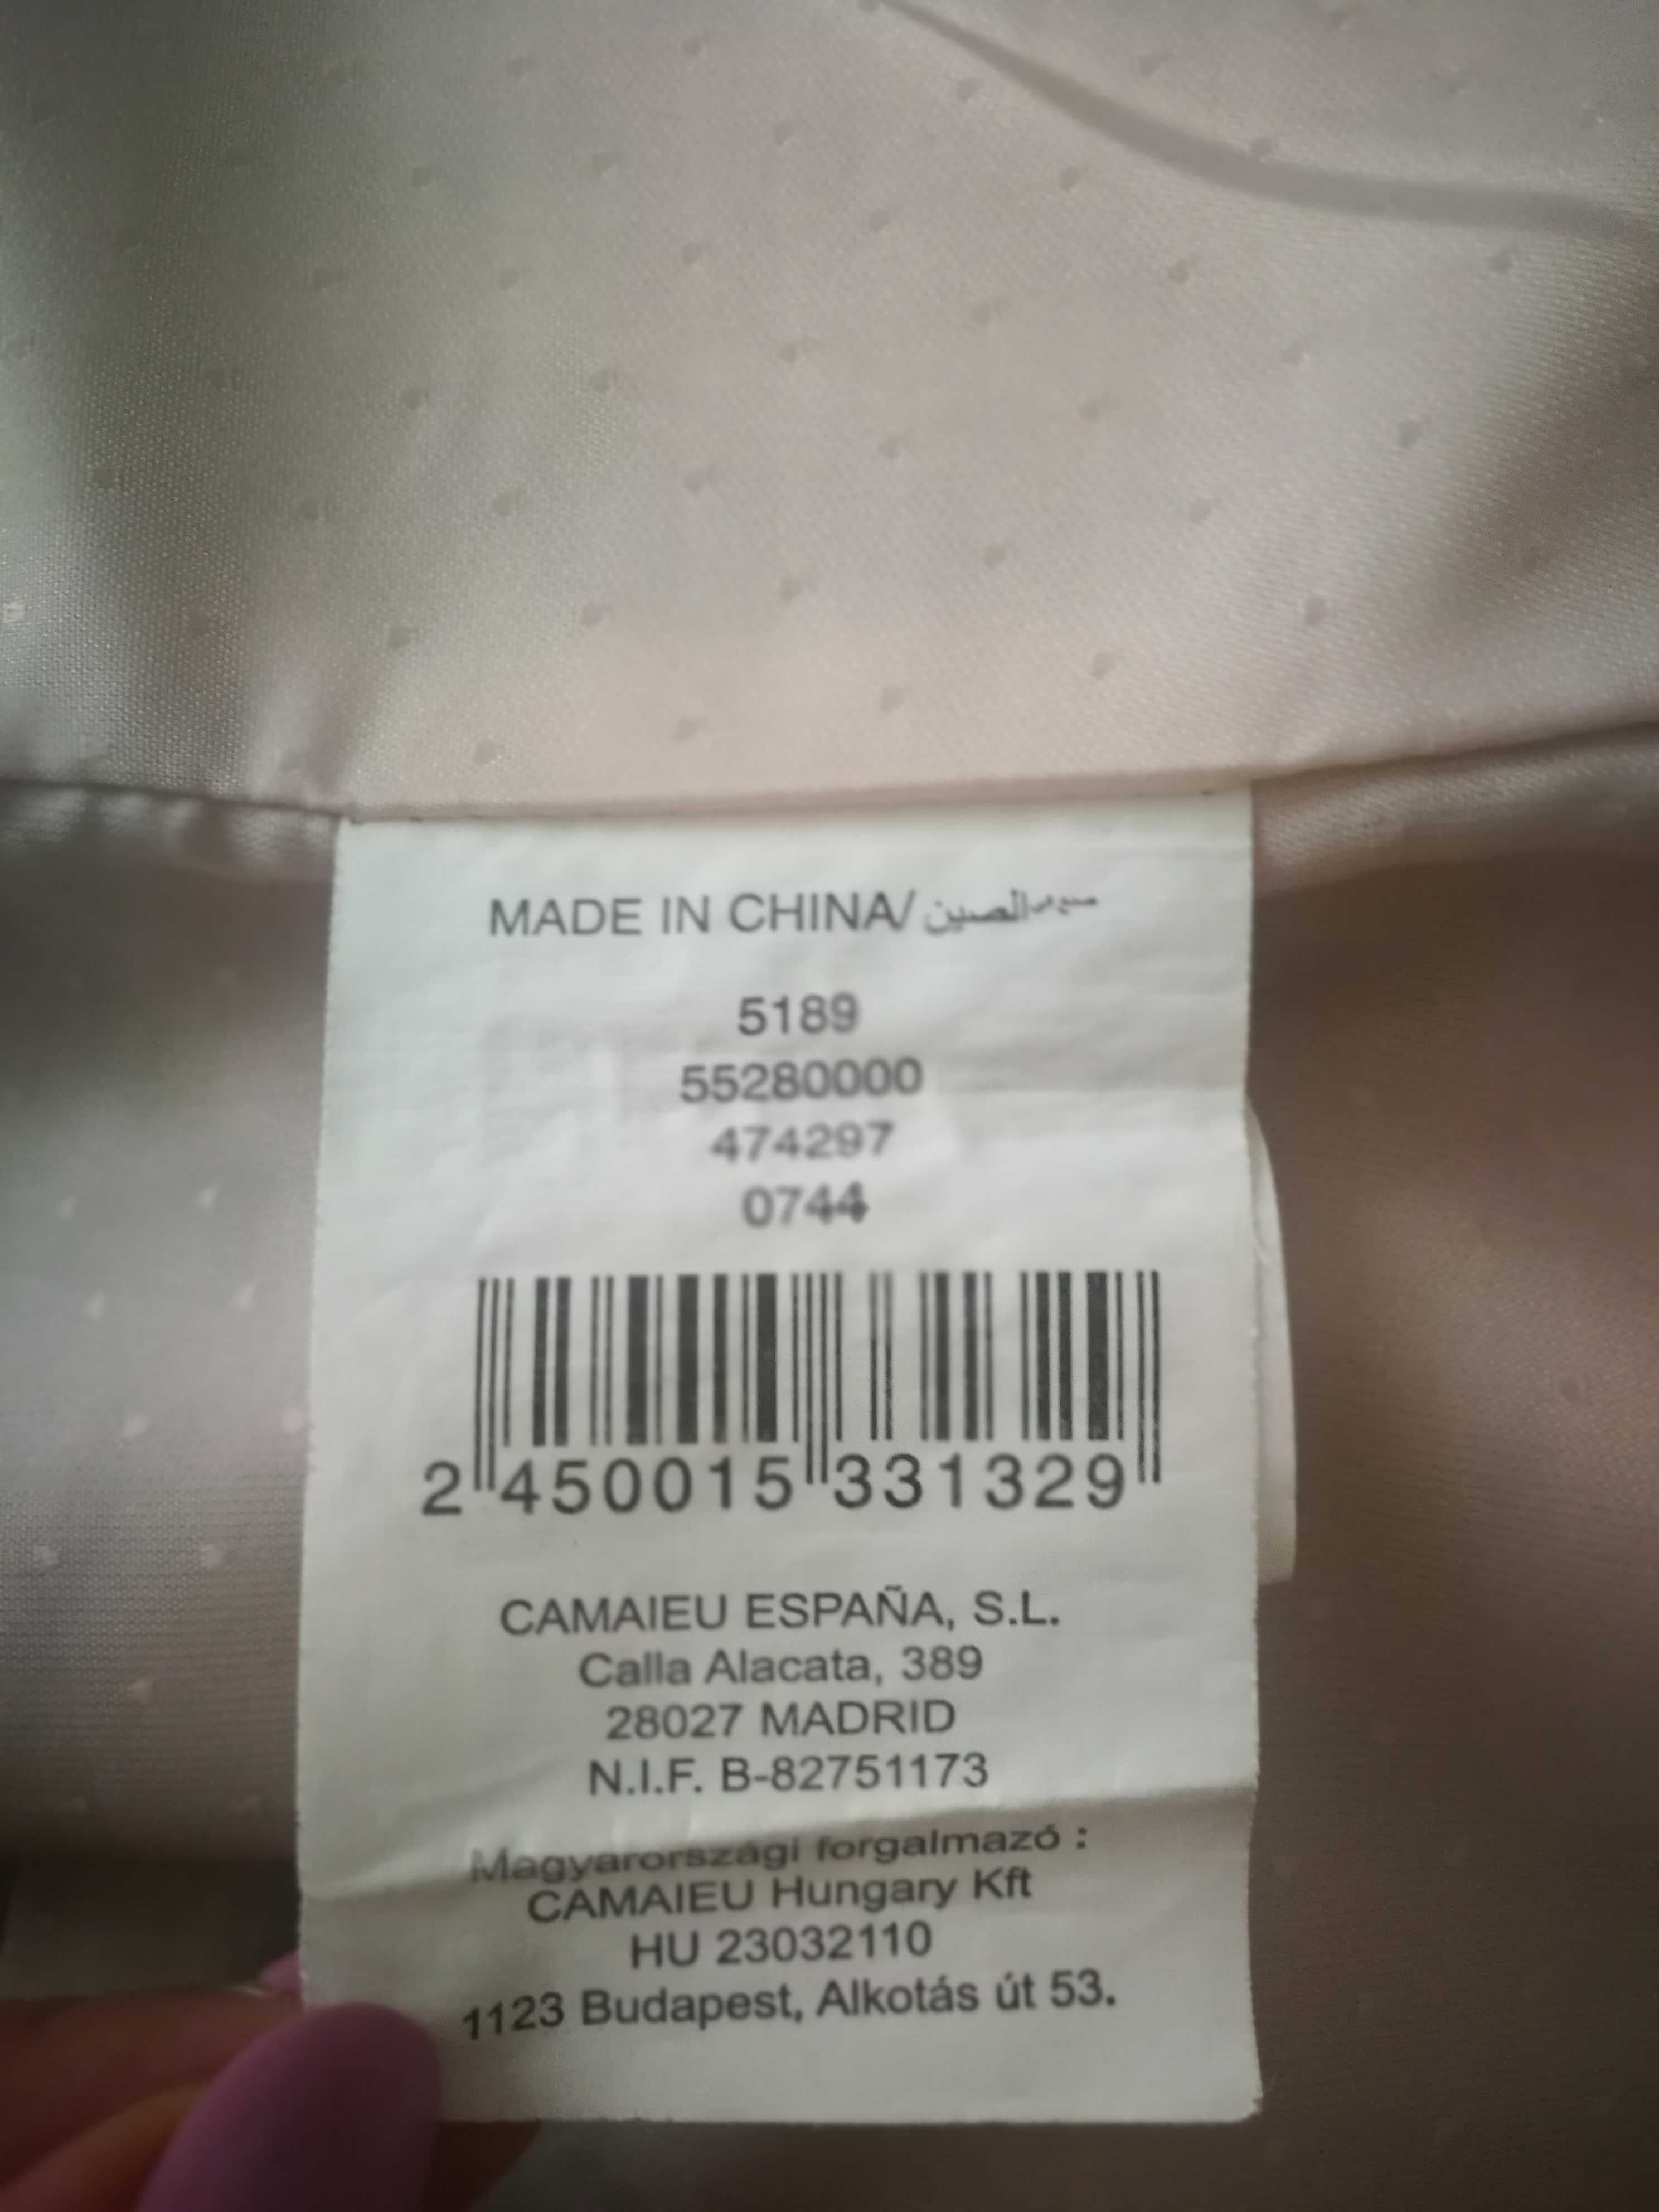 MADE IN CHINA/ الصين
5189
55280000
474297
0744
2 450015 331329
CAMAIEU ESPAÑA, S.L.
Calla Alacata, 389
28027 MADRID
N.I.F. B-82751173
Magyarországi forgalmazó :
CAMAIEU Hungary Kft
HU 23032110
1123 Budapest, Alkotás út 53.